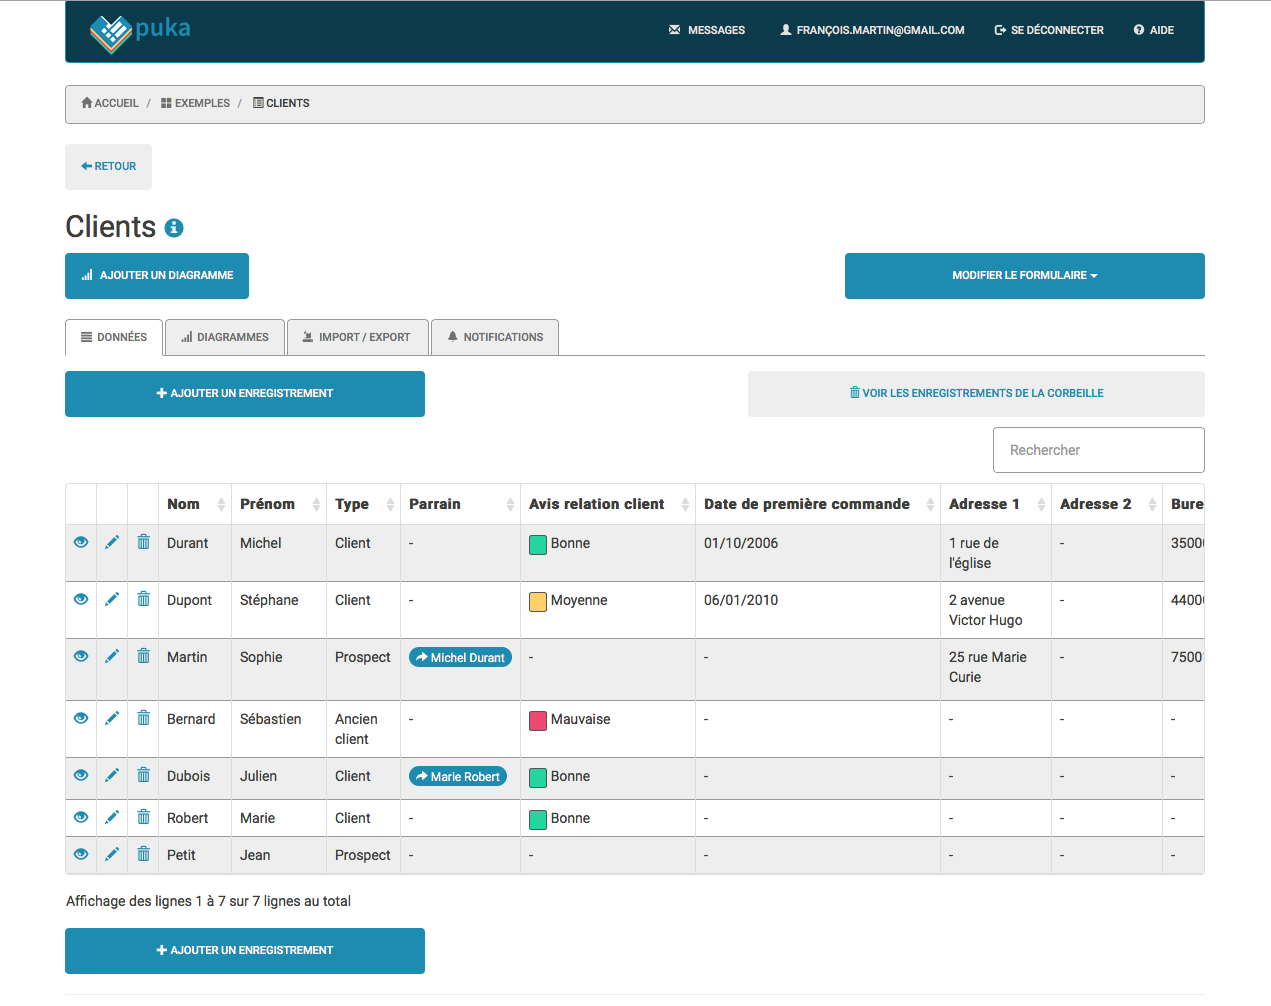 puka
MESSAGES FRANÇOIS.MARTIN@GMAIL.COM SE DÉCONNECTER AIDE
ACCUEIL / EXEMPLES / CLIENTS
RETOUR
Clients
AJOUTER UN DIAGRAMME MODIFIER LE FORMULAIRE
DONNÉES DIAGRAMMES IMPORT / EXPORT NOTIFICATIONS
+ AJOUTER UN ENREGISTREMENT VOIR LES ENREGISTREMENTS DE LA CORBEILLE
Rechercher
Nom Prénom Type Parrain Avis relation client Date de première commande Adresse 1 Adresse 2 Bure
Durant Michel Client - Bonne 01/10/2006 1 rue de - 3500
l'église
Dupont Stéphane Client - Moyenne 06/01/2010 2 avenue - 4400
Victor Hugo
Martin Sophie Prospect Michel Durant - - 25 rue Marie - 7500
Curie
Bernard Sébastien Ancien - Mauvaise - - - -
client
Dubois Julien Client Marie Robert Bonne - - - -
Robert Marie Client - Bonne - - - -
Petit Jean Prospect - - - - - -
Affichage des lignes 1 à 7 sur 7 lignes au total
+ AJOUTER UN ENREGISTREMENT